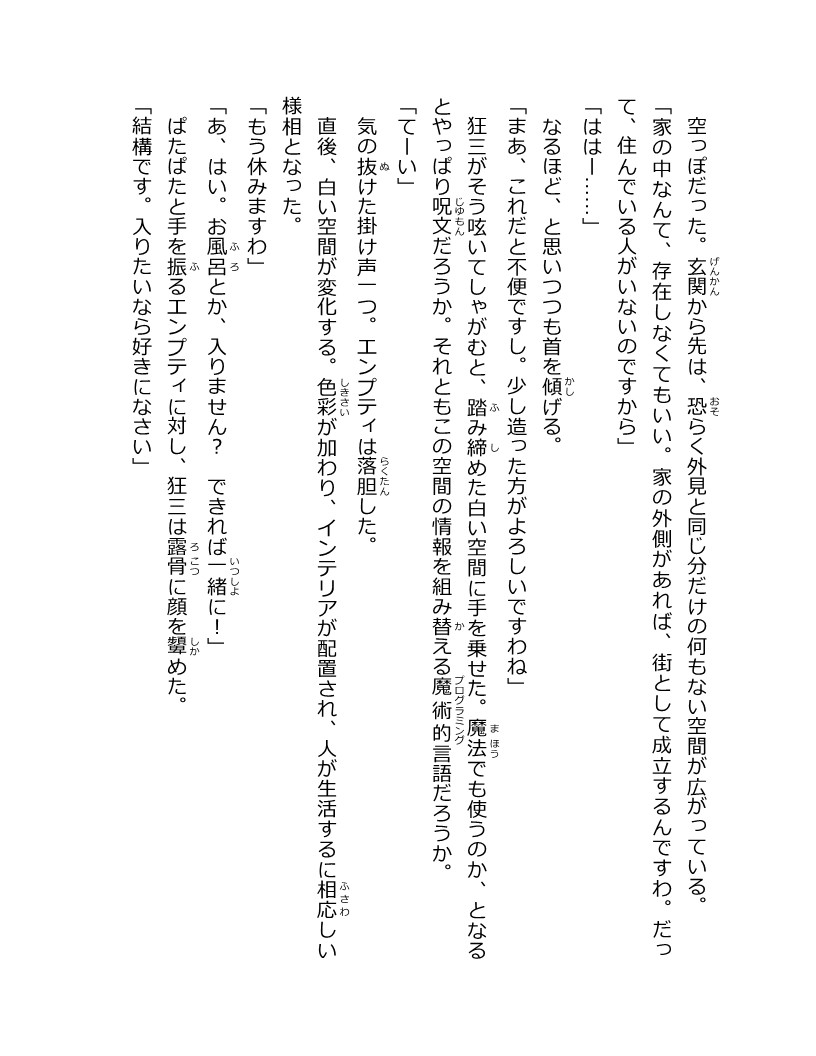 空っぽだった。玄関から先は、恐らく外見と同じ分だけの何もない空間が広がっている。
「家の中なんて、存在しなくてもいい。家の外側があれば、街として成立するんですわ。だっ
て、住んでいる人がいないのですから」
「ははー……」
なるほど、と思いつつも首を傾げる。
「まあ、これだと不便ですし。少し造った方がよろしいですわね」
狂三がそう呟いてしゃがむと、踏み締めた白い空間に手を乗せた。魔法でも使うのか、となる
とやっぱり呪文だろうか。それともこの空間の情報を組み替える魔術的言語だろうか。
「てーい」
気の抜けた掛け声一つ。エンプティは落胆した。
直後、白い空間が変化する。色彩が加わり、インテリアが配置され、人が生活するに相応しい
様相となった。
「もう休みますわ」
「あ、はい。お風呂とか、入りません?　できれば一緒に!」
ぱたぱたと手を振るエンプティに対し、狂三は露骨に顔を顰めた。
「結構です。入りたいなら好きになさい」